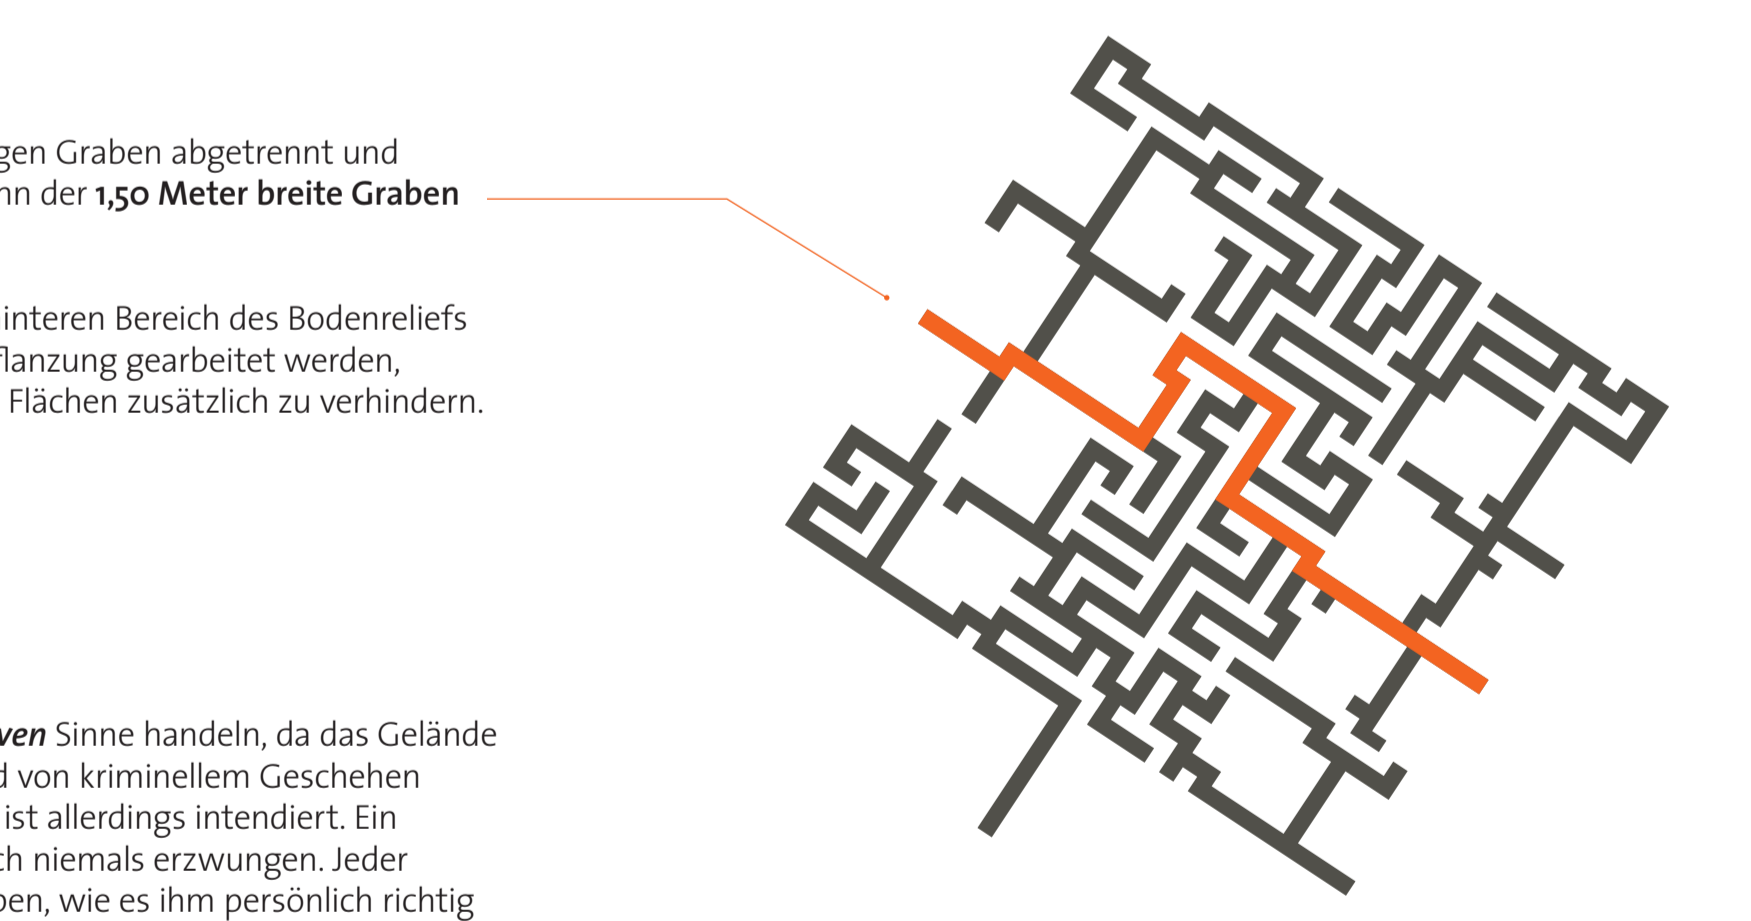 gen Graben abgetrennt und
nn der 1,50 Meter breite Graben
interen Bereich des Bodenreliefs
flanzung gearbeitet werden,
Flächen zusätzlich zu verhindern.
ven Sinne handeln, da das Gelände
d von kriminellem Geschehen
ist allerdings intendiert. Ein
ch niemals erzwungen. Jeder
ben, wie es ihm persönlich richtig